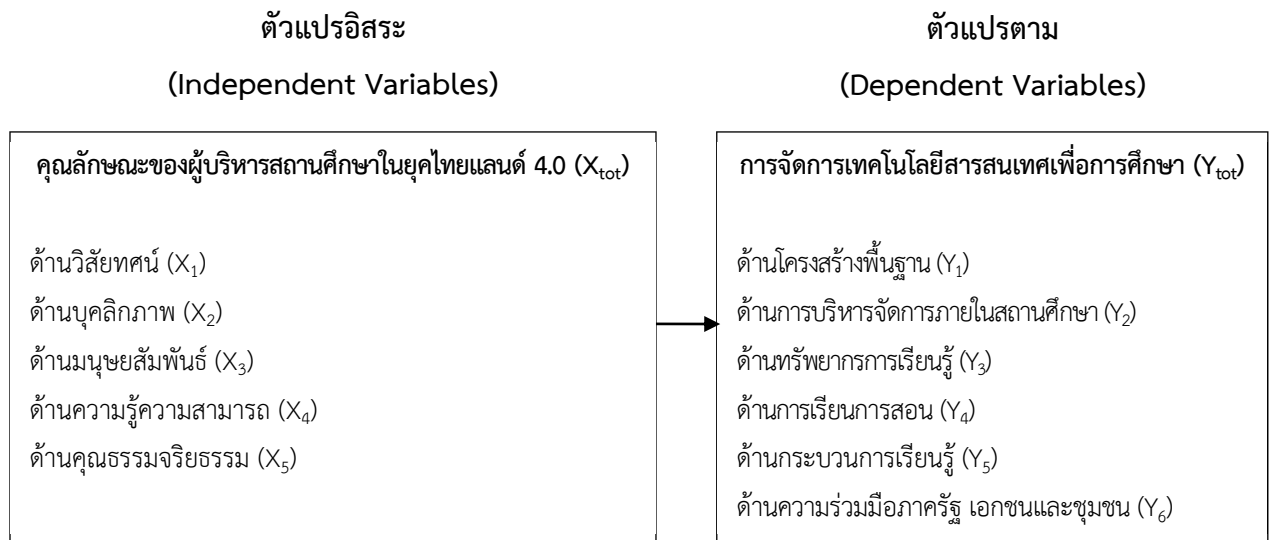 ตัวแปรอิสระ
(Independent Variables)
คุณลักษณะของผู้บริหารสถานศึกษาในยุคไทยแลนด์ 4.0 (Xtot)
ด้านวิสัยทศน์ (X1)
ด้านบุคลิกภาพ (X2)
ด้านมนุษยสัมพันธ์ (X3)
ด้านความรู้ความสามารถ (X4)
ด้านคุณธรรมจริยธรรม (X5)
ตัวแปรตาม
(Dependent Variables)
การจัดการเทคโนโลยีสารสนเทศเพื่อการศึกษา (Ytot)
ด้านโครงสร้างพื้นฐาน (Y1)
ด้านการบริหารจัดการภายในสถานศึกษา (Y2)
ด้านทรัพยากรการเรียนรู้ (Y3)
ด้านการเรียนการสอน (Y4)
ด้านกระบวนการเรียนรู้ (Y5)
ด้านความร่วมมือภาครัฐ เอกชนและชุมชน (Y6)